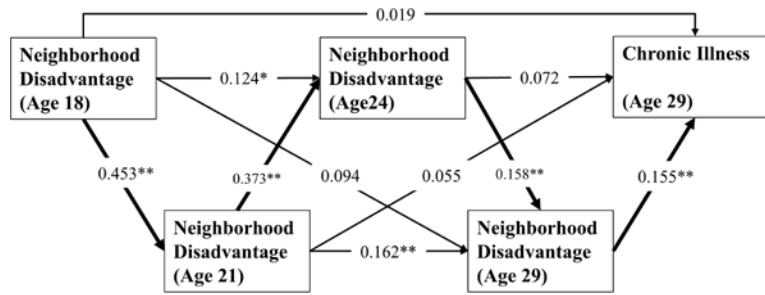 0.019
Neighborhood
Disadvantage
(Age 18)
0.124*
Neighborhood
Disadvantage
(Age24)
0.072
Chronic Illness
(Age 29)
0.453**
0.373**
0.094
0.055
0.158**
0.155**
Neighborhood
Disadvantage
(Age 21)
0.162**
Neighborhood
Disadvantage
(Age 29)